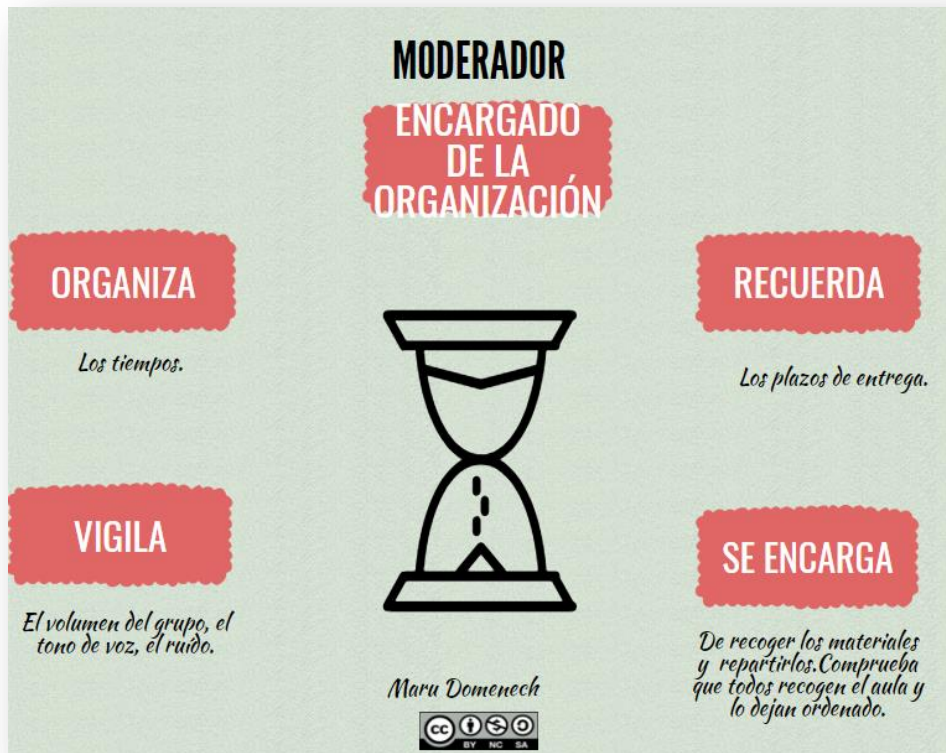 MODERADOR
ENCARGADO
DE LA
ORGANIZACIÓN
ORGANIZA
Los tiempos.
RECUERDA
Los plazos de entrega.
VIGILA
El volumen del grupo, el
tono de voz, el ruido.
SE ENCARGA
De recoger los materiales
y repartirlos.Comprueba
que todos recogen el aula y
lo dejan ordenado.
Maru Domenech
cc
BY NC SA